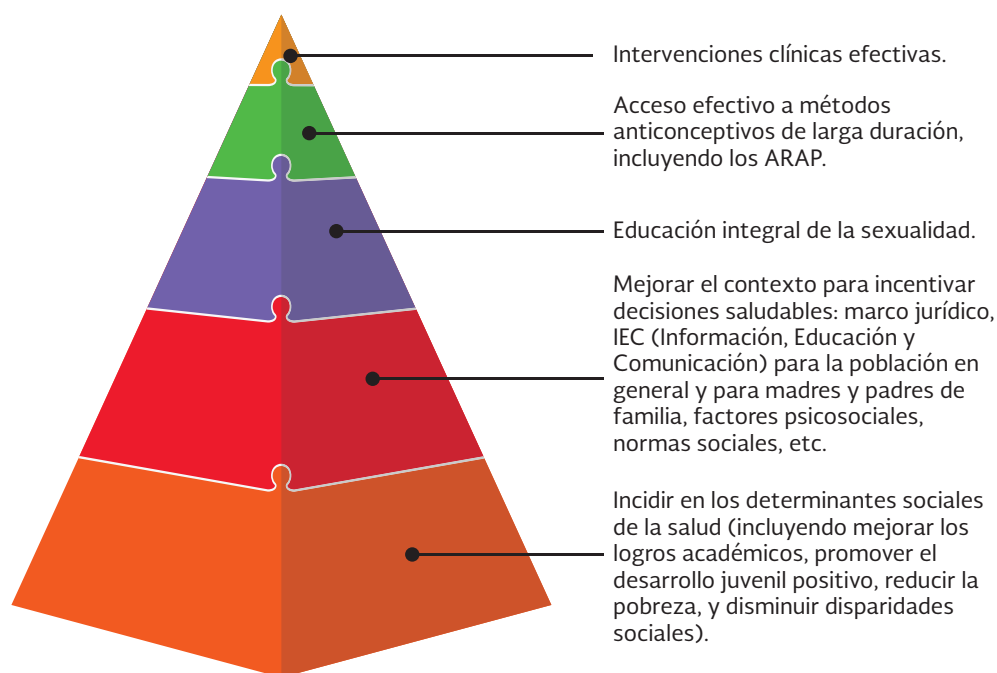 Intervenciones clínicas efectivas.
Acceso efectivo a métodos
anticonceptivos de larga duración,
incluyendo los ARAP.
Educación integral de la sexualidad.
Mejorar el contexto para incentivar
decisiones saludables: marco jurídico,
IEC (Información, Educación y
Comunicación) para la población en
general y para madres y padres de
familia, factores psicosociales,
normas sociales, etc.
Incidir en los determinantes sociales
de la salud (incluyendo mejorar los
logros académicos, promover el
desarrollo juvenil positivo, reducir la
pobreza, y disminuir disparidades
sociales).